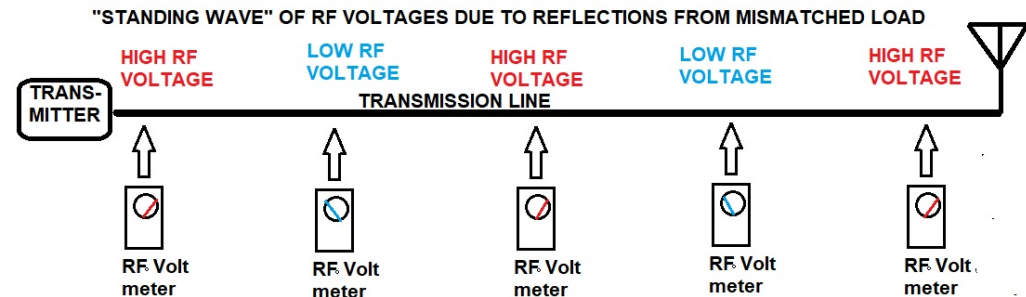 "STANDING WAVE" OF RF VOLTAGES DUE TO REFLECTIONS FROM MISMATCHED LOAD
HIGH RF
VOLTAGE
LOW RF
VOLTAGE
HIGH RF
VOLTAGE
LOW RF
VOLTAGE
HIGH RF
VOLTAGE
TRANS-
MITTER
TRANSMISSION LINE
RF Volt
meter
RF Volt
meter
RF Volt
meter
RF Volt
meter
RF Volt
meter